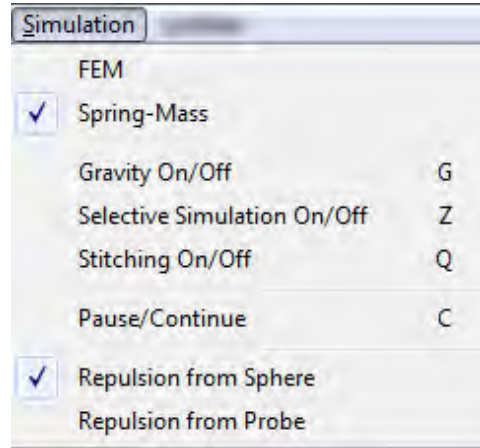 Simulation
FEM
Spring-Mass
Gravity On/Off G
Selective Simulation On/Off Z
Stitching On/Off Q
Pause/Continue C
Repulsion from Sphere
Repulsion from Probe